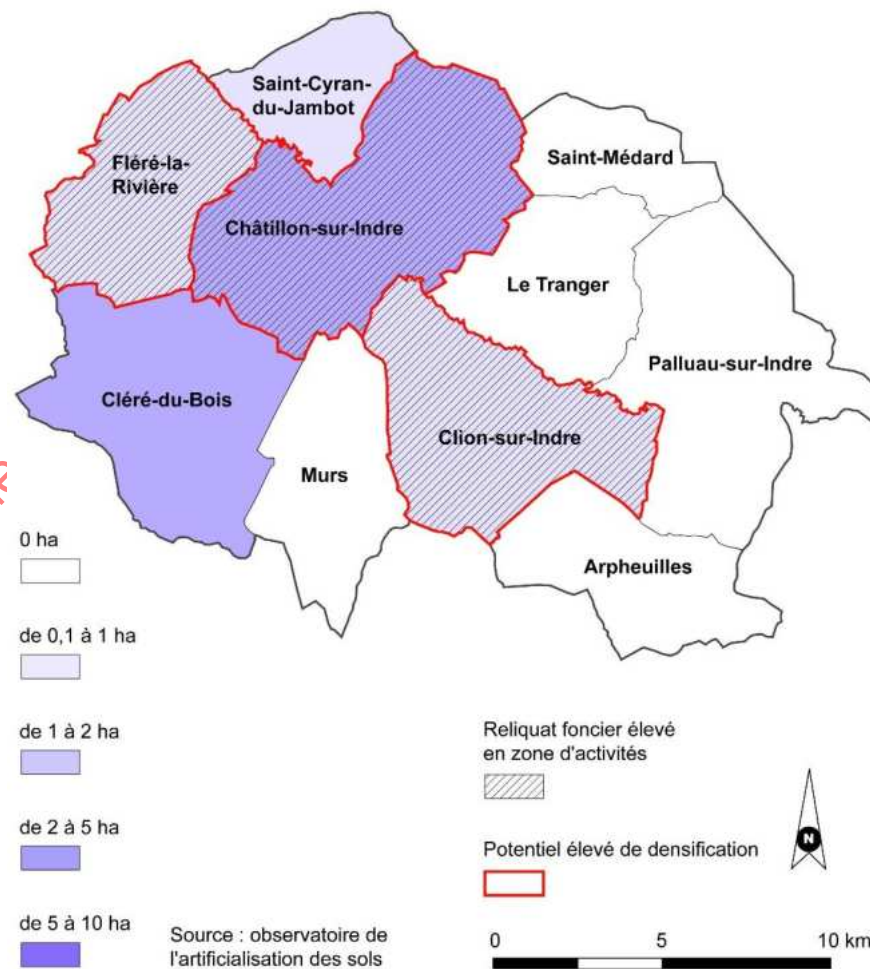 Saint-Cyran-
du-Jambot
Saint-Médard
Fléré-la-
Rivière
Châtillon-sur-Indre
Le Tranger
Palluau-sur-Indre
Cléré-du-Bois
Clion-sur-Indre
Murs
Arpheuilles
0 ha
de 0,1 à 1 ha
de 1 à 2 ha
de 2 à 5 ha
de 5 à 10 ha
Reliquat foncier élevé
en zone d'activités
Potentiel élevé de densification
N
Source : observatoire de
l'artificialisation des sols
0 5 10 km